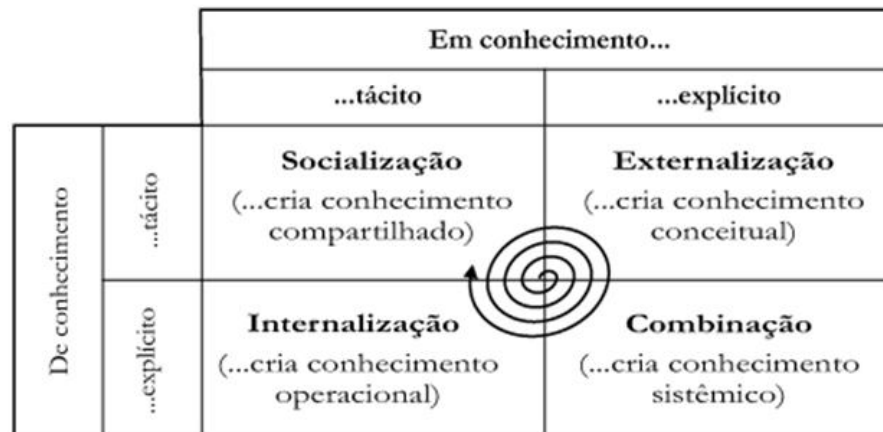 Em conhecimento...
...tácito
...explícito
De conhecimento
...tácito
Socialização
(...cria conhecimento
compartilhado)
Externalização
(...cria conhecimento
conceitual)
...explícito
Internalização
(...cria conhecimento
operacional)
Combinação
(...cria conhecimento
sistêmico)